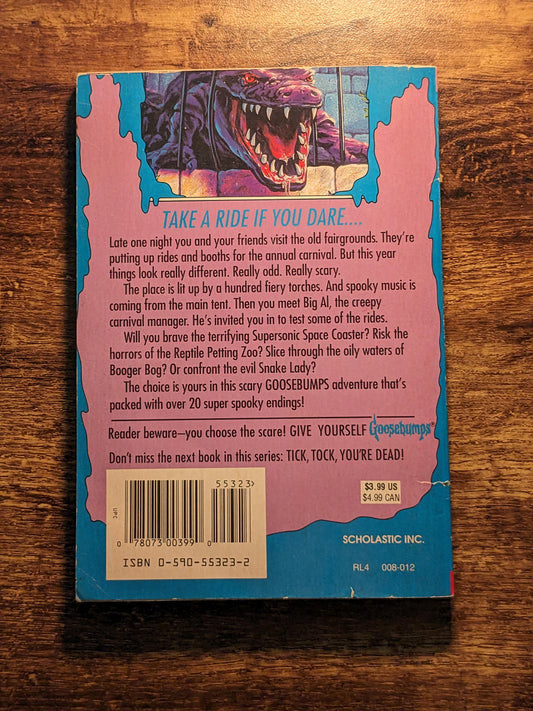 TAKE A RIDE IF YOU DARE....
Late one night you and your friends visit the old fairgrounds. They're
putting up rides and booths for the annual carnival. But this year
things look really different. Really odd. Really scary.
The place is lit up by a hundred fiery torches. And spooky music is
coming from the main tent. Then you meet Big Al, the creepy
carnival manager. He's invited you in to test some of the rides.
Will you brave the terrifying Supersonic Space Coaster? Risk the
horrors of the Reptile Petting Zoo? Slice through the oily waters of
Booger Bog? Or confront the evil Snake Lady?
The choice is yours in this scary GOOSEBUMPS adventure that's
packed with over 20 super spooky endings!
Reader beware—you choose the scare! GIVE YOURSELF Goosebumps®
Don't miss the next book in this series: TICK, TOCK, YOU'RE DEAD!
55323>
$3.99 US
$4.99 CAN
UPC
0 78073 00399 0
ISBN 0-590-55323-2
SCHOLASTIC INC.
RL4 008-012